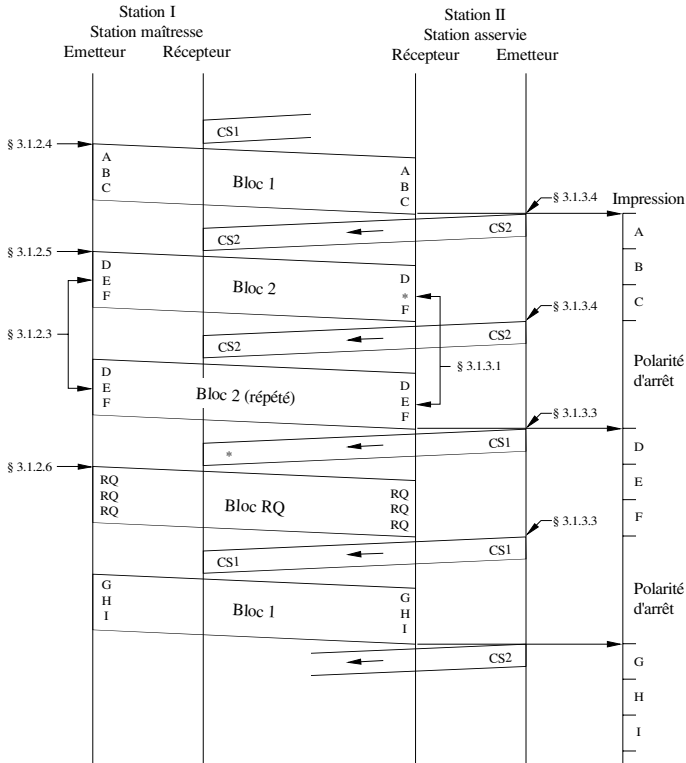 Station I
Station maîtresse
Emetteur Récepteur
Station II
Station asservie
Récepteur Emetteur
CS1
§ 3.1.2.4
A
B
C
Bloc 1
A
B
C
§ 3.1.3.4
Impression
CS2
CS2
A
§ 3.1.2.5
D
E
F
Bloc 2
D
*
F
B
C
§ 3.1.3.4
§ 3.1.2.3
CS2
CS2
§ 3.1.3.1
Polarité
d'arrêt
D
E
F
Bloc 2 (répété)
D
E
F
§ 3.1.3.3
*
CS1
D
§ 3.1.2.6
RQ
RQ
RQ
Bloc RQ
RQ
RQ
RQ
E
F
§ 3.1.3.3
CS1
CS1
G
H
I
Bloc 1
G
H
I
Polarité
d'arrêt
CS2
G
H
I